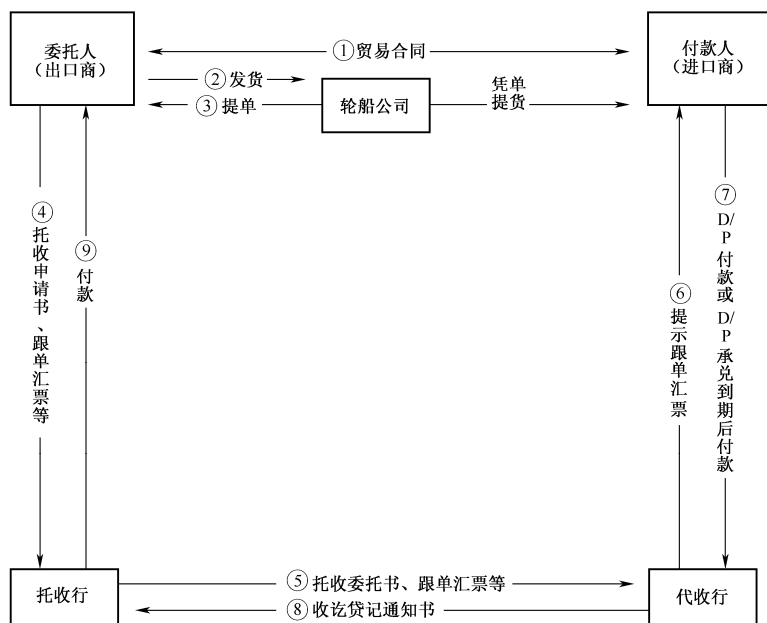 委托人
（出口商）
①贸易合同
付款人
（进口商）
②发货
③提单
轮船公司
凭单
提货
④托收申请书、跟单汇票等
⑨付款
⑥提示跟单汇票
⑦D/P付款或D/P承兑到期后付款
托收行
⑤托收委托书、跟单汇票等
⑧收讫贷记通知书
代收行